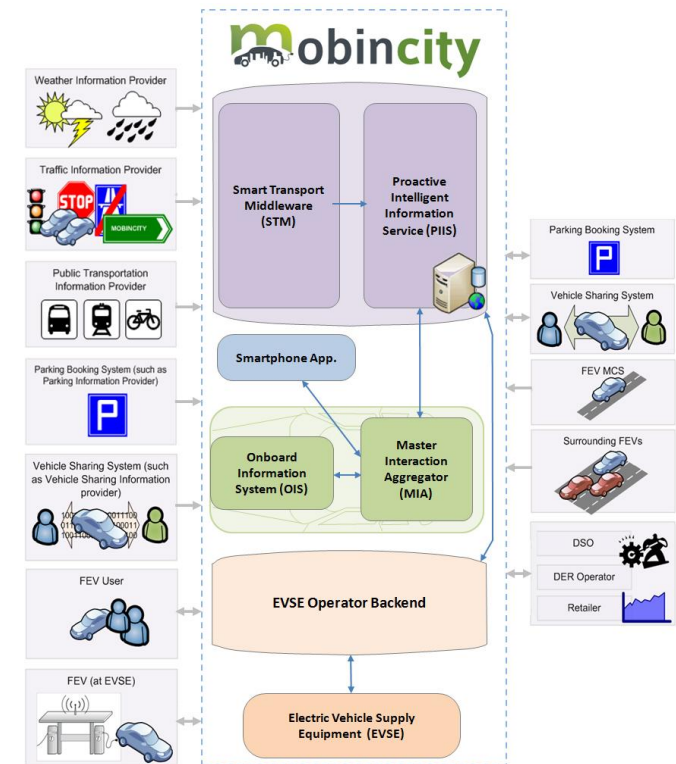 mobincity
Weather Information Provider
Traffic Information Provider
STOP
MOBINCITY
Public Transportation
Information Provider
Parking Booking System (such as
Parking Information Provider)
P
Vehicle Sharing System (such
as Vehicle Sharing Information
provider)
FEV User
FEV (at EVSE)
Smart Transport
Middleware
(STM)
Proactive
Intelligent
Information
Service (PIIS)
Smartphone App.
Onboard
Information
System (OIS)
Master
Interaction
Aggregator
(MIA)
EVSE Operator Backend
Electric Vehicle Supply
Equipment (EVSE)
Parking Booking System
P
Vehicle Sharing System
FEV MCS
Surrounding FEVs
DSO
DER Operator
Retailer